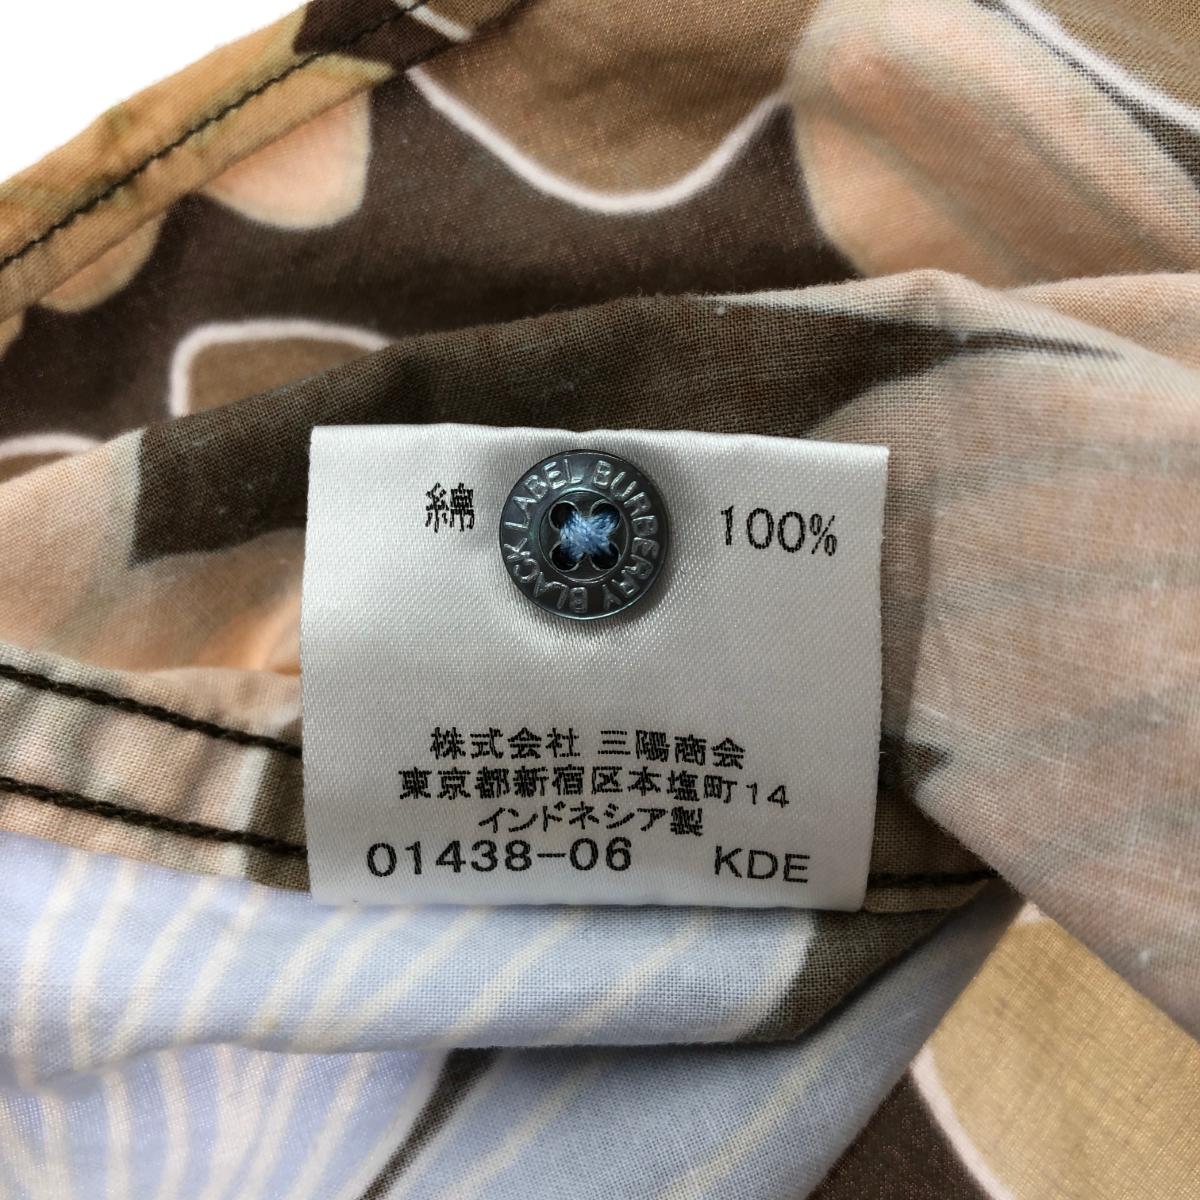 綿 100%
BURBERRY BLACK LABEL
株式会社 三陽商会
東京都新宿区本塩町14
インドネシア製
01438-06 KDE